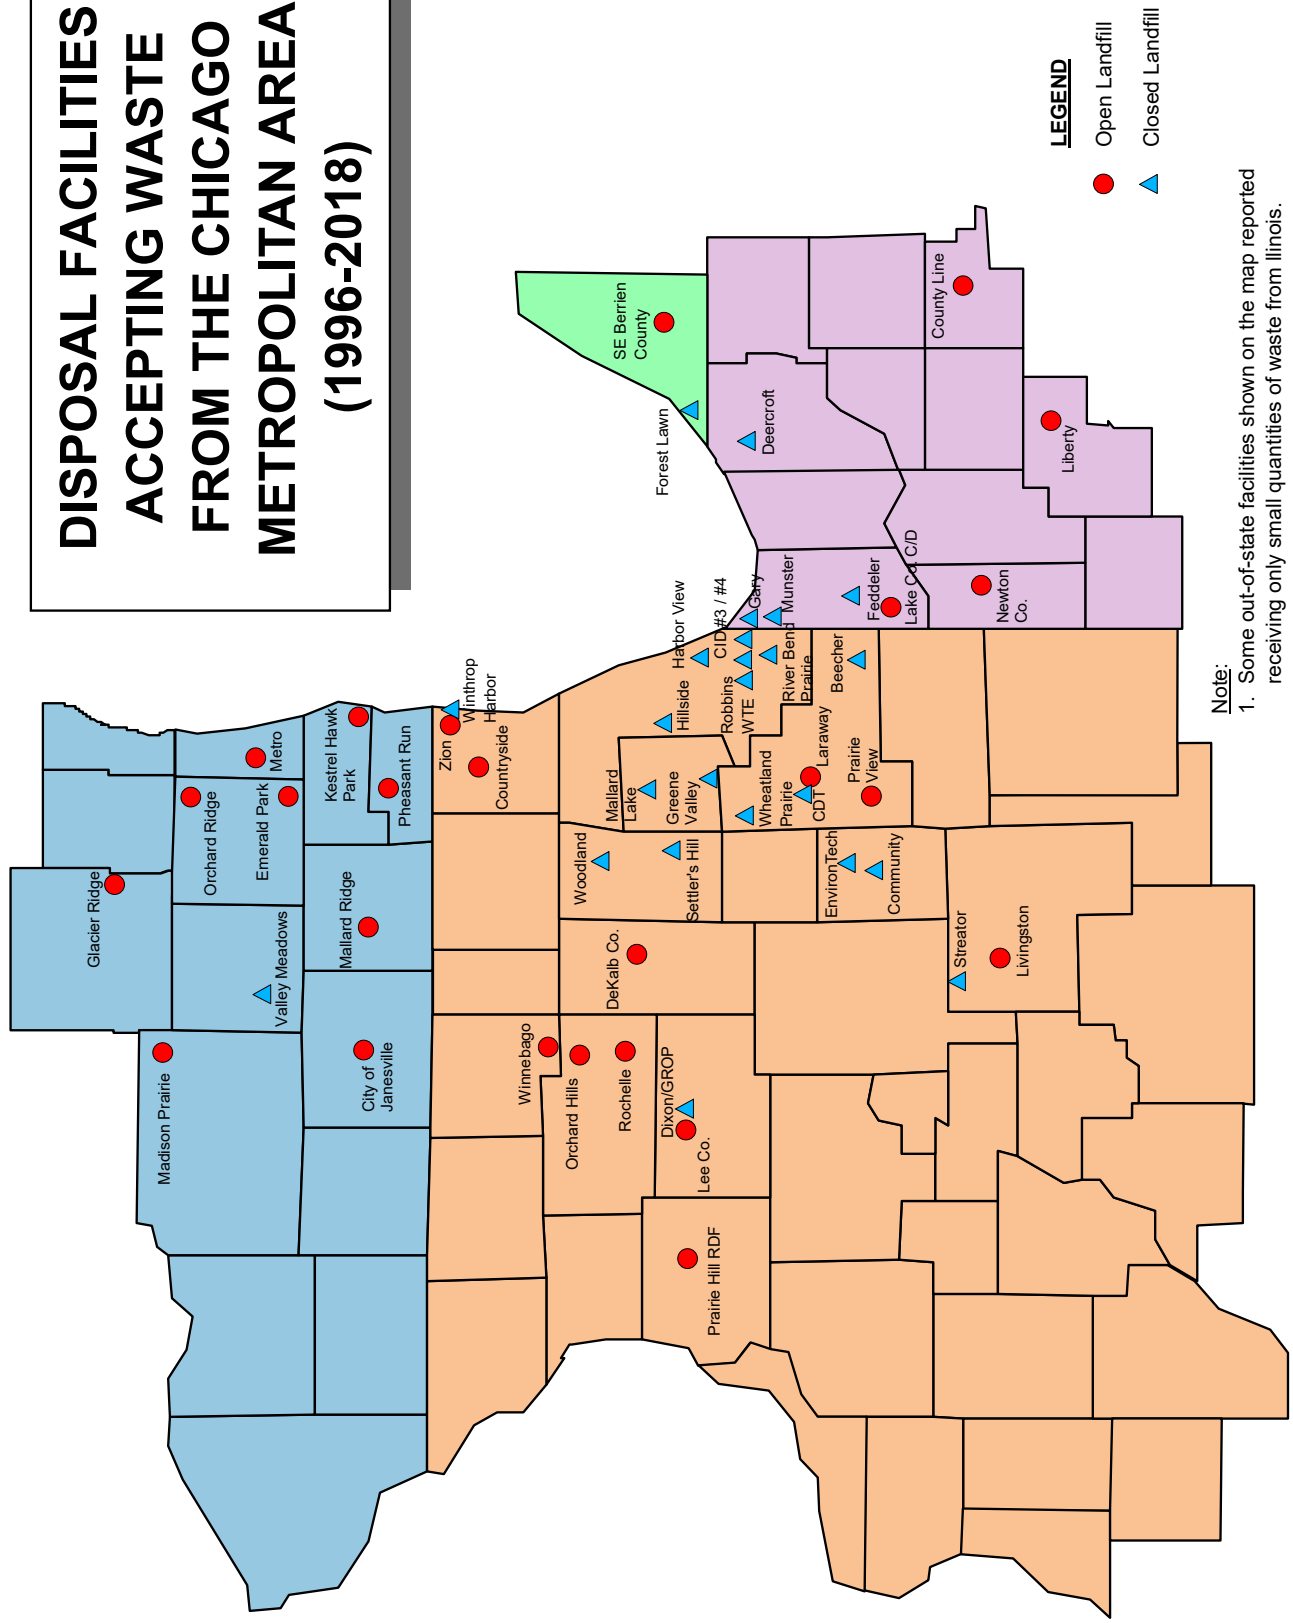 DISPOSAL FACILITIES
ACCEPTING WASTE
FROM THE CHICAGO
METROPOLITAN AREA
(1996-2018)
Glacier Ridge
Madison Prairie
Orchard Ridge
Metro
Emerald Park
Valley Meadows
Kestrel Hawk
Park
Pheasant Run
Mallard Ridge
City of
Janesville
Zion
Winthrop
Harbor
Countryside
Winnebago
Orchard Hills
Rochelle
DeKalb Co.
Woodland
Settler's Hill
Mallard
Lake
Greene
Valley
Hillside
Harbor View
CID #3 / #4
Robbins
WTE
River Bend
Prairie
Gary
Munster
Dixon/GROP
Lee Co.
Prairie Hill RDF
Wheatland
Prairie
CDT
Laraway
Prairie
View
Beecher
EnvironTech
Community
Streator
Livingston
Forest Lawn
SE Berrien
County
Deercroft
Feddeler
Lake Co. C/D
Newton
Co.
County Line
Liberty
LEGEND
Open Landfill
Closed Landfill
Note:
1. Some out-of-state facilities shown on the map reported
receiving only small quantities of waste from Ilinois.